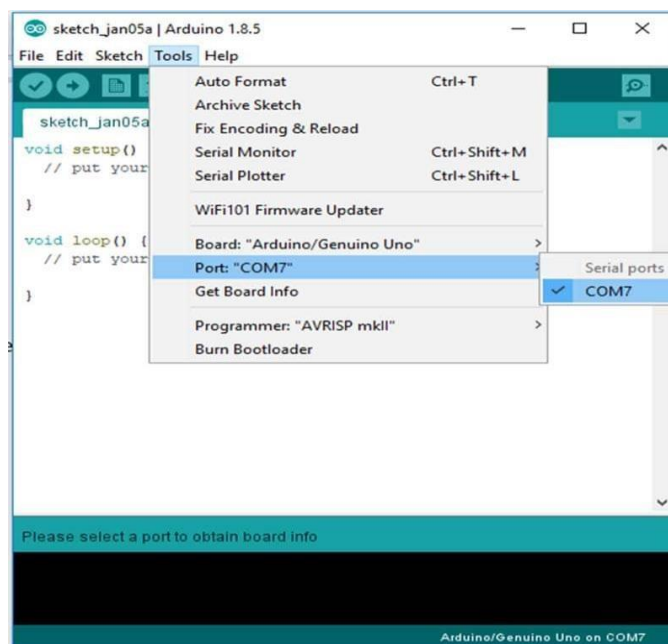 sketch_jan05a | Arduino 1.8.5
File Edit Sketch Tools Help
Auto Format Ctrl+T
Archive Sketch
sketch_jan05a
Fix Encoding & Reload
void setup()
Serial Monitor Ctrl+Shift+M
// put your
Serial Plotter Ctrl+Shift+L
}
WiFi101 Firmware Updater
void loop() {
Board: "Arduino/Genuino Uno" >
// put your
Port: "COM7"
Serial ports
}
Get Board Info
COM7
Programmer: "AVRISP mkII" >
Burn Bootloader
Please select a port to obtain board info
Arduino/Genuino Uno on COM7